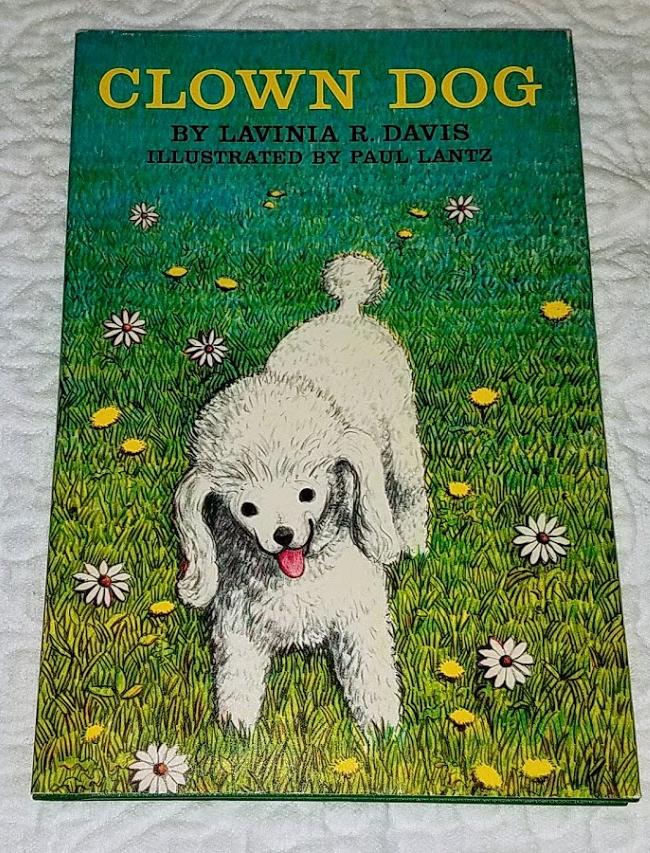 CLOWN DOG
BY LAVINIA R. DAVIS
ILLUSTRATED BY PAUL LANTZ